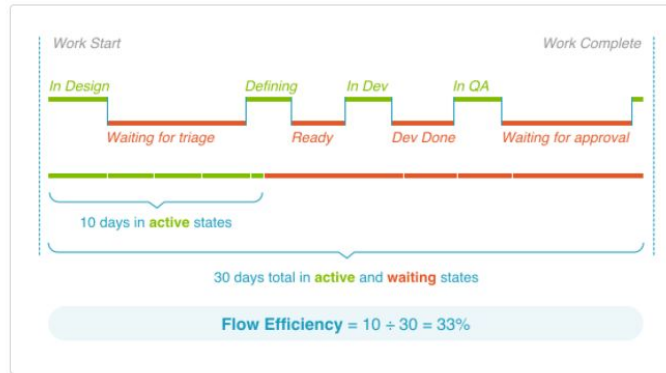 Work Start
Work Complete
In Design
Defining
In Dev
In QA
Waiting for triage
Ready
Dev Done
Waiting for approval
10 days in active states
30 days total in active and waiting states
Flow Efficiency = 10 ÷ 30 = 33%